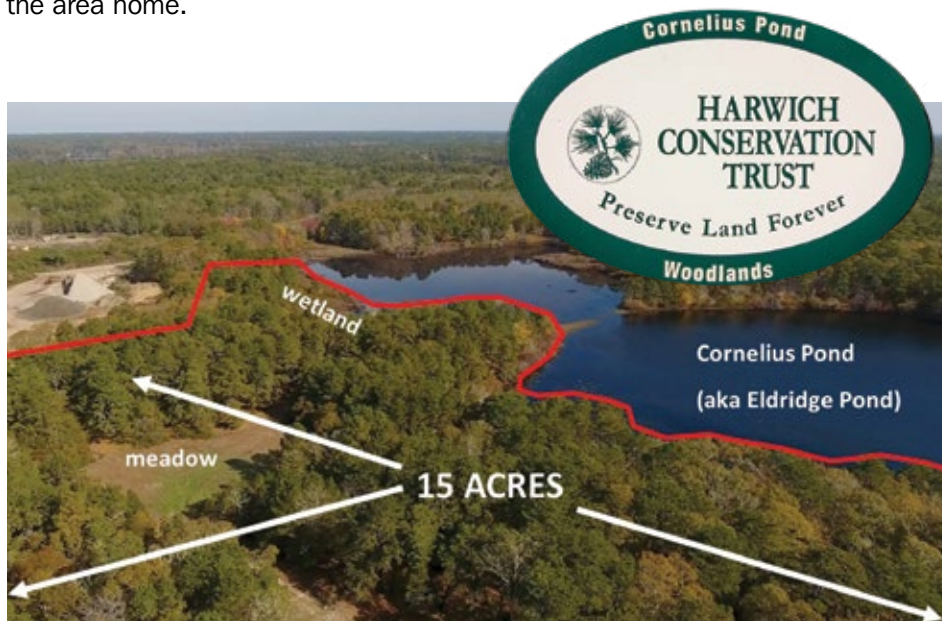 the area home.
Cornelius Pond
HARWICH
CONSERVATION
TRUST
Preserve Land Forever
Woodlands
wetland
Cornelius Pond
(aka Eldridge Pond)
meadow
15 ACRES